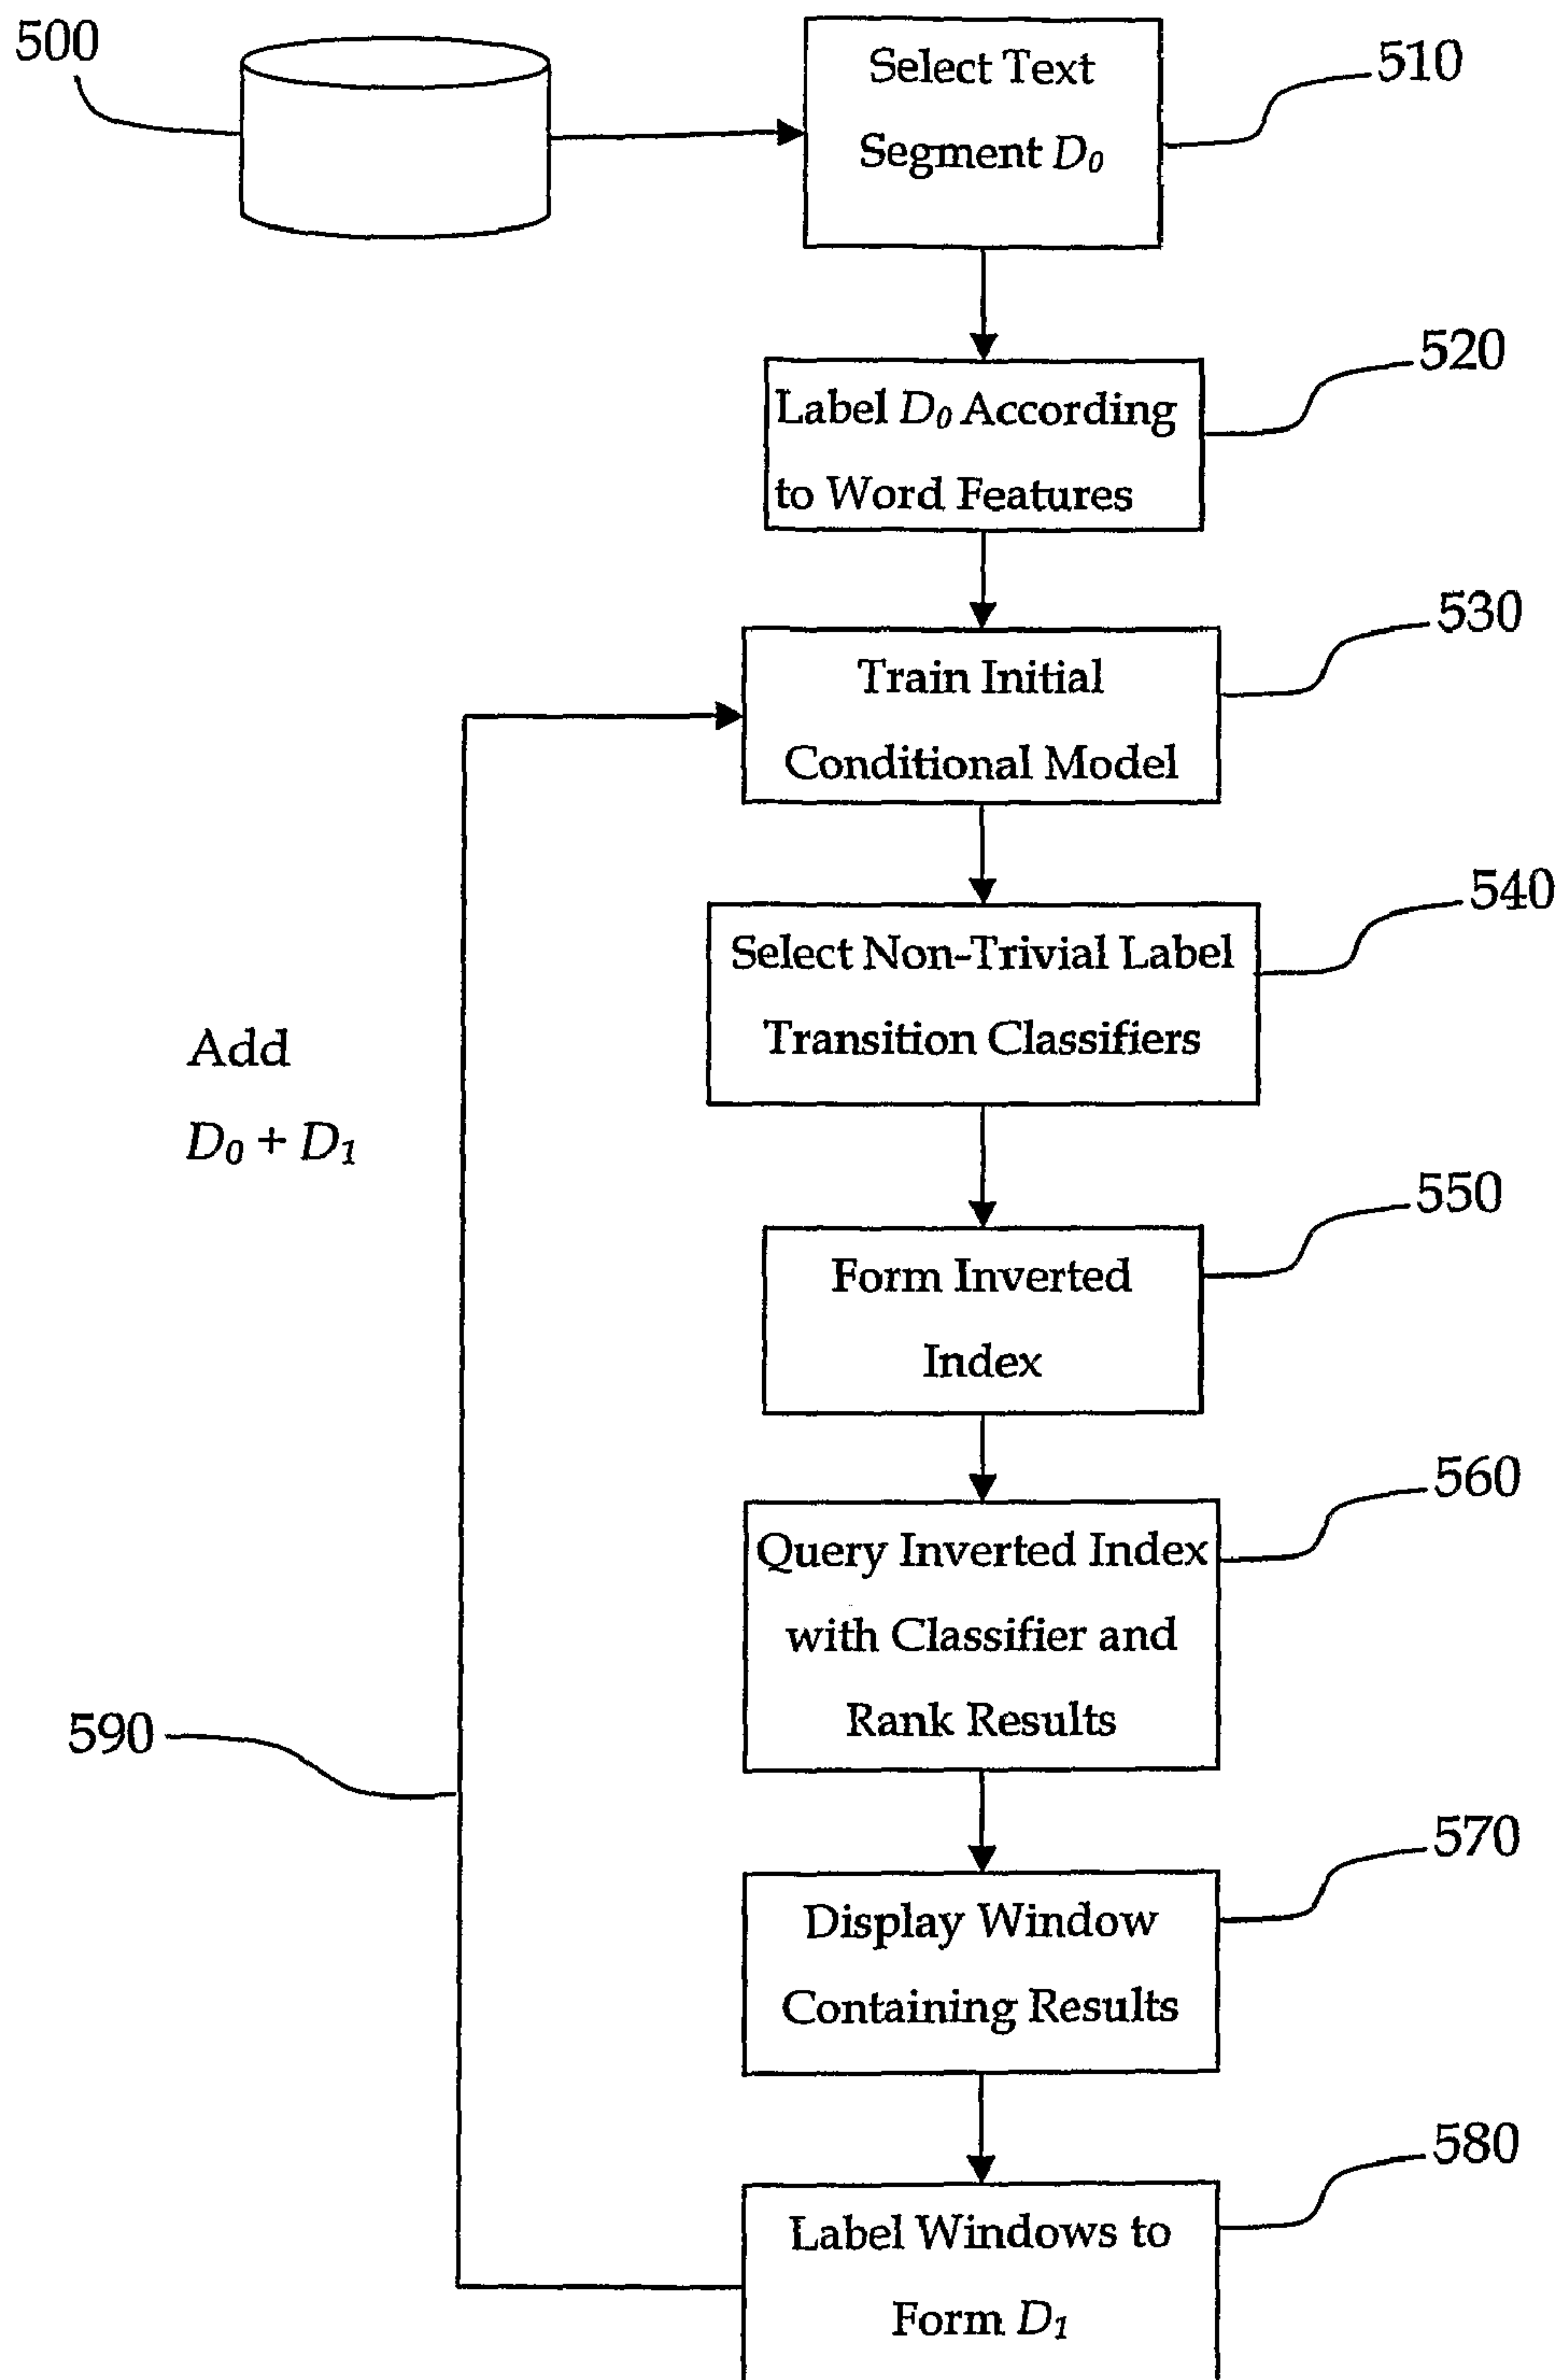 500
Select Text
Segment D₀
510
Label D₀ According
to Word Features
520
Train Initial
Conditional Model
530
Select Non-Trivial Label
Transition Classifiers
540
Add
D₀ + D₁
Form Inverted
Index
550
Query Inverted Index
with Classifier and
Rank Results
560
590
Display Window
Containing Results
570
Label Windows to
Form D₁
580